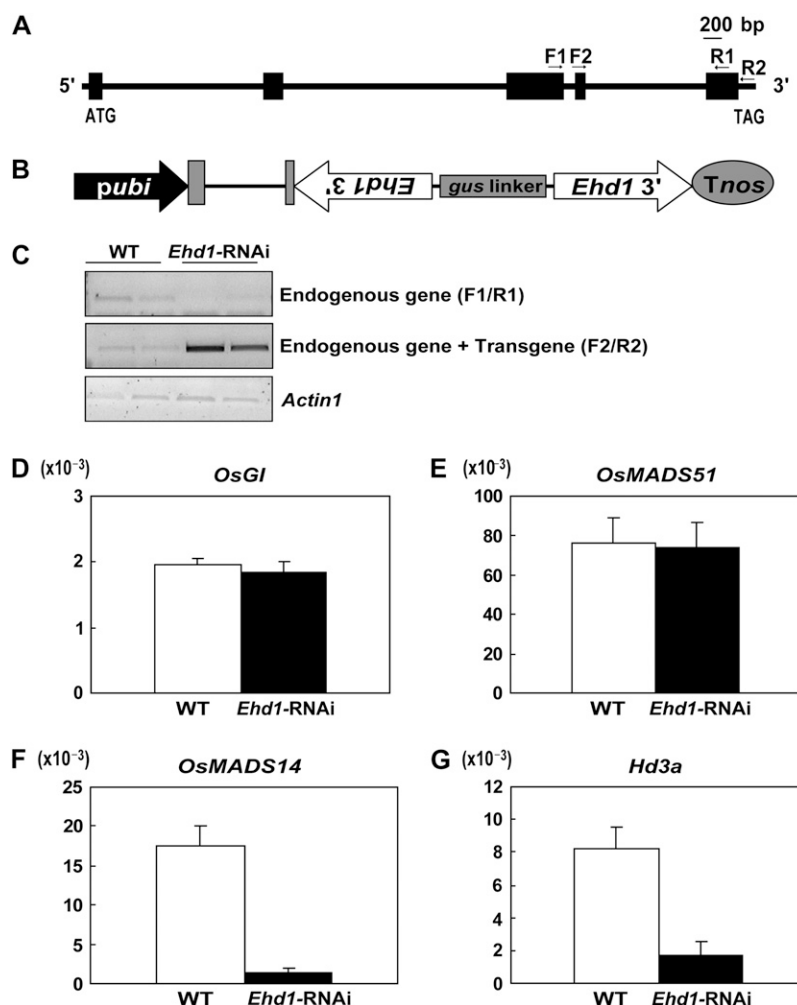 A
200 bp
F1 F2 R1 R2
5' 3'
ATG TAG
B
pubi Ehd1 3' gus linker Ehd1 3' Tnos
C
WT Ehd1-RNAi
Endogenous gene (F1/R1)
Endogenous gene + Transgene (F2/R2)
Actin1
D (x10⁻³) OsGI
3
2
1
0
WT Ehd1-RNAi
E (x10⁻³) OsMADS51
100
80
60
40
20
0
WT Ehd1-RNAi
F (x10⁻³) OsMADS14
25
20
15
10
5
0
WT Ehd1-RNAi
G (x10⁻³) Hd3a
12
10
8
6
4
2
0
WT Ehd1-RNAi